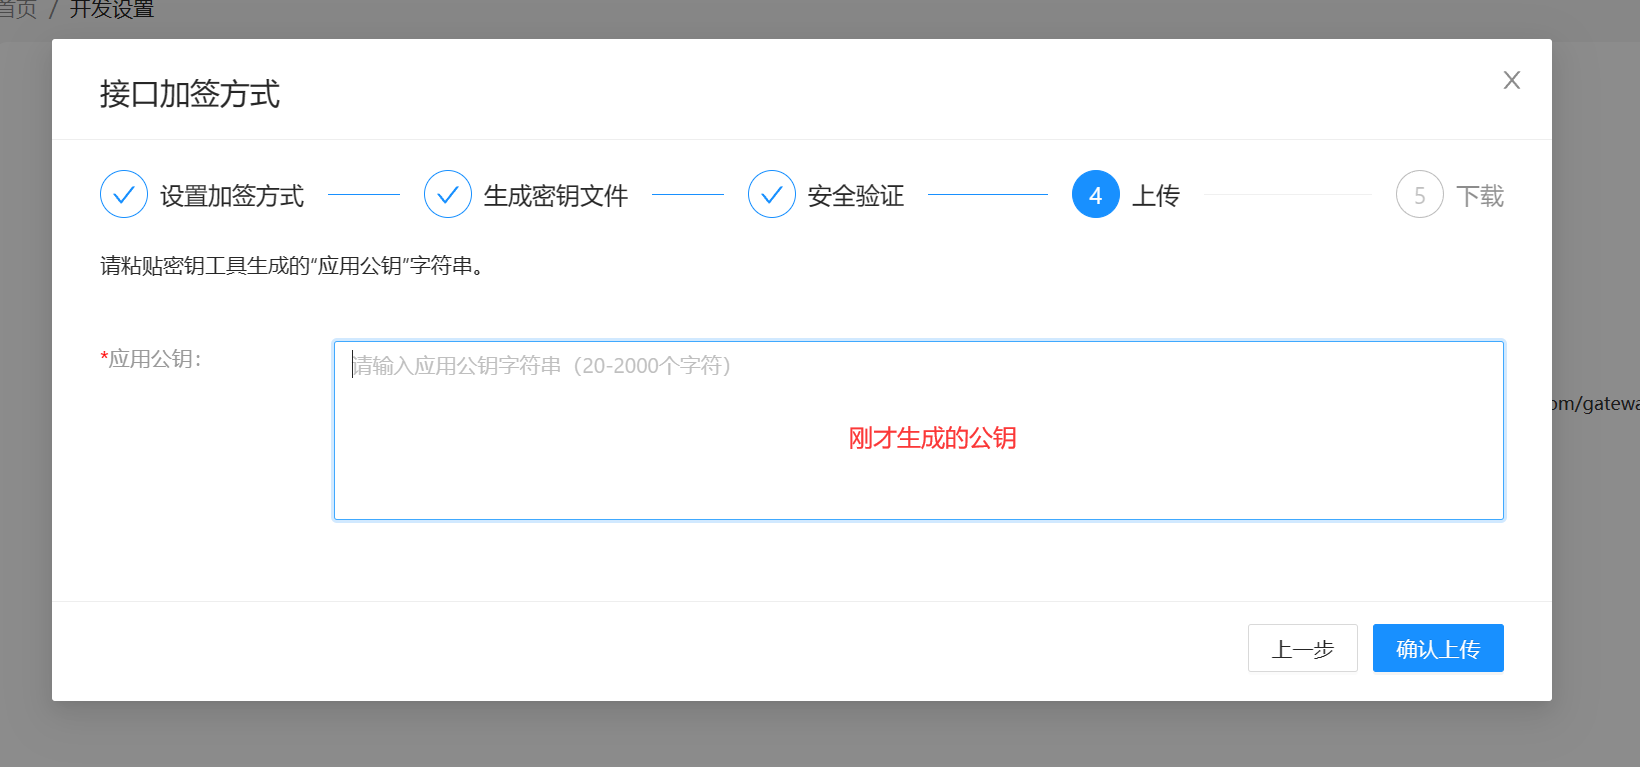 首页 / 开发设置
接口加签方式
设置加签方式
生成密钥文件
安全验证
4 上传
5 下载
请粘贴密钥工具生成的“应用公钥”字符串。
*应用公钥：
请输入应用公钥字符串（20-2000个字符）
om/gatewa
刚才生成的公钥
上一步
确认上传